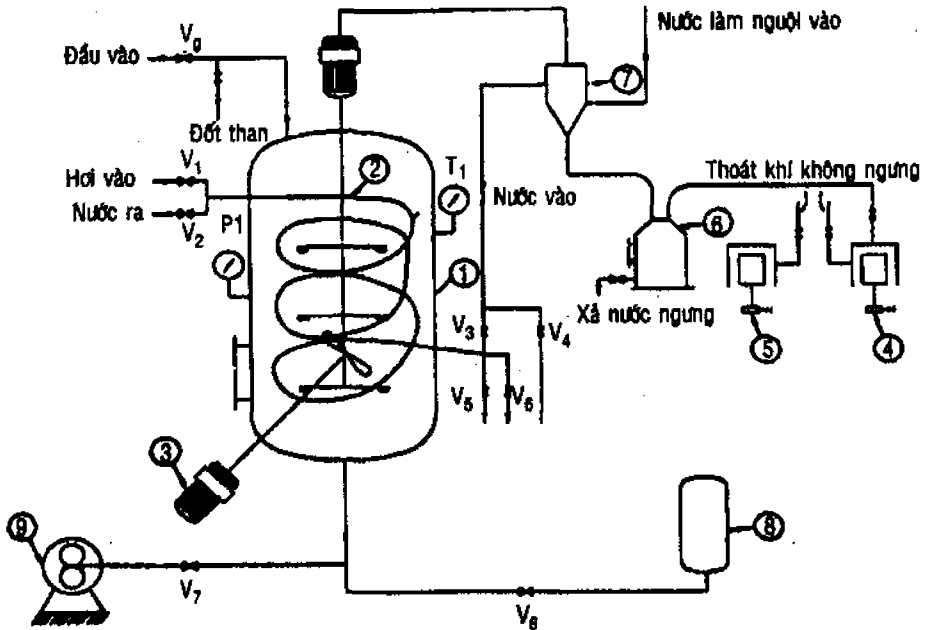 Nước làm nguội vào
Vg
Đầu vào
7
Đốt than
V1
2
T1
Thoát khí không ngưng
Hơi vào
Nước vào
Nước ra
V2
P1
6
1
Xả nước ngưng
V3
V4
5
4
V5
V6
3
9
8
V7
V8